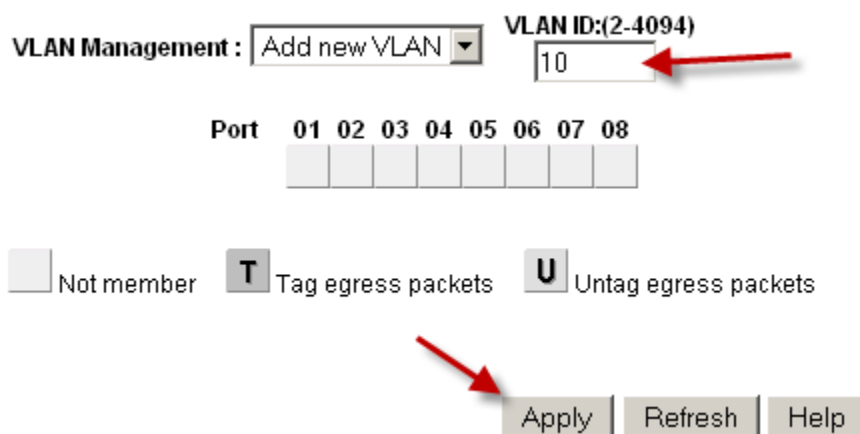 VLAN ID:(2-4094)
VLAN Management : Add new VLAN 10
Port 01 02 03 04 05 06 07 08
Not member T Tag egress packets U Untag egress packets
Apply Refresh Help